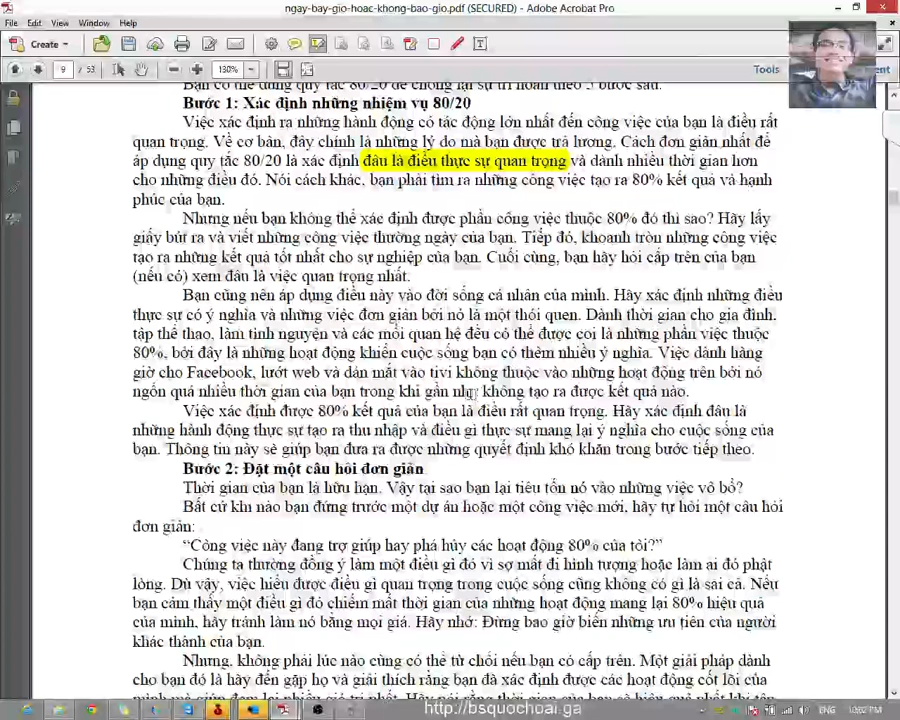 ngay-bay-gio-hoac-khong-bao-gio.pdf (SECURED) - Adobe Acrobat Pro
File Edit View Window Help
Create
9 / 53 130% Tools
Bạn có thể dùng quy tắc 80/20 để chống lại sự trì hoãn theo 3 bước sau.
Bước 1: Xác định những nhiệm vụ 80/20
Việc xác định ra những hành động có tác động lớn nhất đến công việc của bạn là điều rất
quan trọng. Về cơ bản, đây chính là những lý do mà bạn được trả lương. Cách đơn giản nhất để
áp dụng quy tắc 80/20 là xác định đâu là điều thực sự quan trọng và dành nhiều thời gian hơn
cho những điều đó. Nói cách khác, bạn phải tìm ra những công việc tạo ra 80% kết quả và hạnh
phúc của bạn.
Nhưng nếu bạn không thể xác định được phần công việc thuộc 80% đó thì sao? Hãy lấy
giấy bút ra và viết những công việc thường ngày của bạn. Tiếp đó, khoanh tròn những công việc
tạo ra những kết quả tốt nhất cho sự nghiệp của bạn. Cuối cùng, bạn hãy hỏi cấp trên của bạn
(nếu có) xem đâu là việc quan trọng nhất.
Bạn cũng nên áp dụng điều này vào đời sống cá nhân của mình. Hãy xác định những điều
thực sự có ý nghĩa và những việc đơn giản bởi nó là một thói quen. Dành thời gian cho gia đình,
tập thể thao, làm tình nguyện và các mối quan hệ đều có thể được coi là những phần việc thuộc
80%, bởi đây là những hoạt động khiến cuộc sống bạn có thêm nhiều ý nghĩa. Việc dành hàng
giờ cho Facebook, lướt web và dán mắt vào tivi không thuộc vào những hoạt động trên bởi nó
ngốn quá nhiều thời gian của bạn trong khi gần như không tạo ra được kết quả nào.
Việc xác định được 80% kết quả của bạn là điều rất quan trọng. Hãy xác định đâu là
những hành động thực sự tạo ra thu nhập và điều gì thực sự mang lại ý nghĩa cho cuộc sống của
bạn. Thông tin này sẽ giúp bạn đưa ra được những quyết định khó khăn trong bước tiếp theo.
Bước 2: Đặt một câu hỏi đơn giản
Thời gian của bạn là hữu hạn. Vậy tại sao bạn lại tiêu tốn nó vào những việc vô bổ?
Bất cứ khi nào bạn đứng trước một dự án hoặc một công việc mới, hãy tự hỏi một câu hỏi
đơn giản:
“Công việc này đang trợ giúp hay phá hủy các hoạt động 80% của tôi?”
Chúng ta thường đồng ý làm một điều gì đó vì sợ mất đi hình tượng hoặc làm ai đó phật
lòng. Dù vậy, việc hiểu được điều gì quan trọng trong cuộc sống cũng không có gì là sai cả. Nếu
bạn cảm thấy một điều gì đó chiếm mất thời gian của những hoạt động mang lại 80% hiệu quả
của mình, hãy tránh làm nó bằng mọi giá. Hãy nhớ: Đừng bao giờ biến những ưu tiên của người
khác thành của bạn.
Nhưng, không phải lúc nào cũng có thể từ chối nếu bạn có cấp trên. Một giải pháp dành
cho bạn đó là hãy đến gặp họ và giải thích rằng bạn đã xác định được các hoạt động cốt lõi của
http://bsquochoai.ga
ENG 10:02 PM